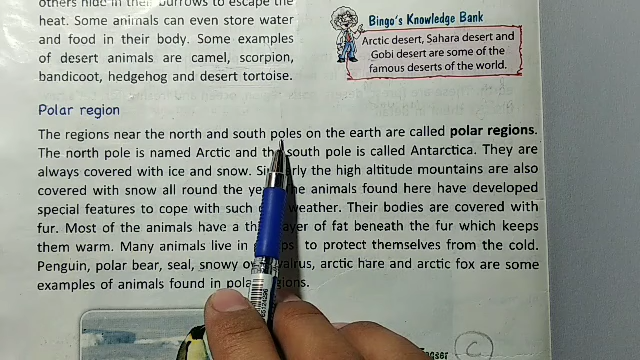 others hide in their burrows to escape the
heat. Some animals can even store water
and food in their body. Some examples
of desert animals are camel, scorpion,
bandicoot, hedgehog and desert tortoise.
Bingo's Knowledge Bank
Arctic desert, Sahara desert and
Gobi desert are some of the
famous deserts of the world.
Polar region
The regions near the north and south poles on the earth are called polar regions.
The north pole is named Arctic and the south pole is called Antarctica. They are
always covered with ice and snow. Similarly the high altitude mountains are also
covered with snow all round the The animals found here have developed
special features to cope with such weather. Their bodies are covered with
fur. Most of the animals have a layer of fat beneath the fur which keeps
them warm. Many animals live in to protect themselves from the cold.
Penguin, polar bear, seal, snowy walrus, arctic hare and arctic fox are some
examples of animals found in polar regions.
C